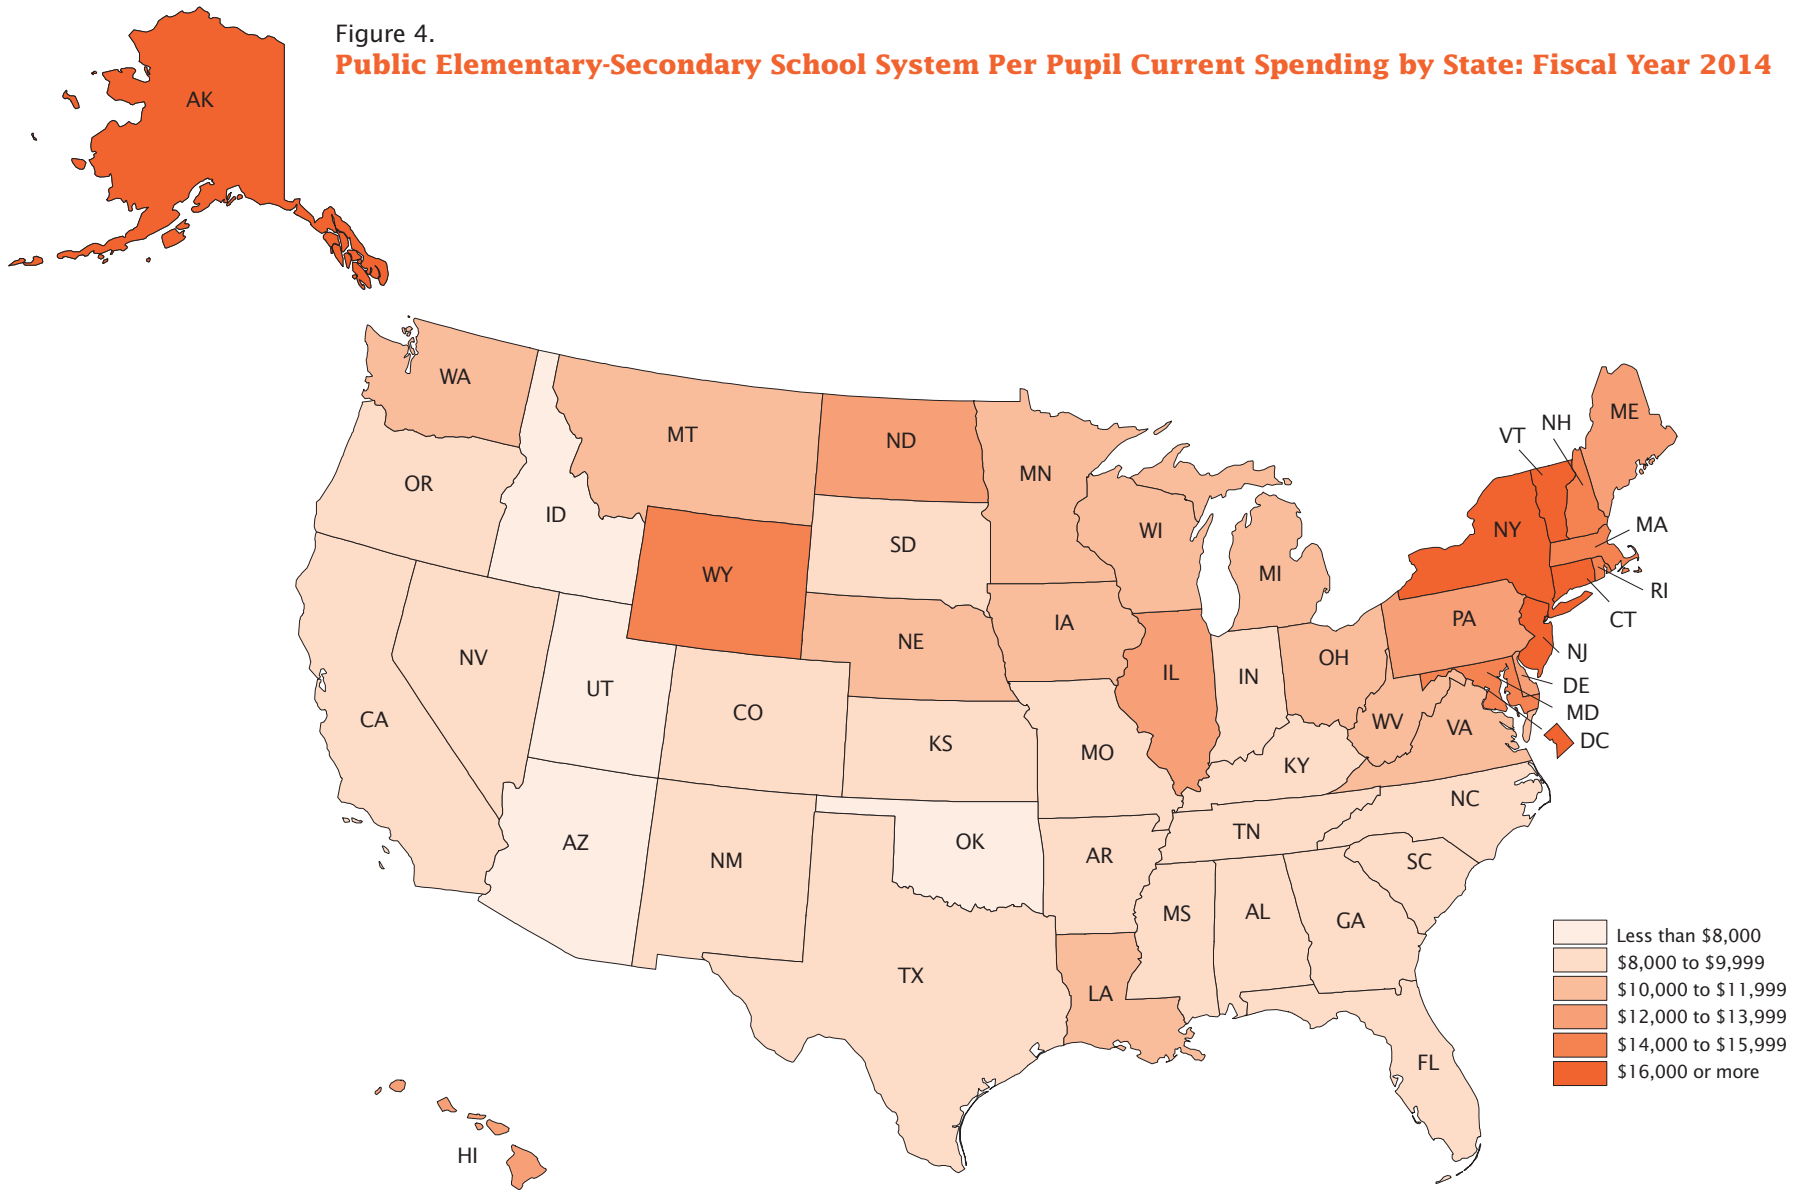 Figure 4.
Public Elementary-Secondary School System Per Pupil Current Spending by State: Fiscal Year 2014
AK
WA
MT
ND
MN
ME
NH
VT
OR
ID
WY
SD
WI
MI
NY
MA
RI
CT
NV
UT
CO
NE
IA
IL
IN
OH
PA
NJ
DE
MD
DC
CA
KS
MO
KY
WV
VA
AZ
NM
OK
AR
TN
NC
SC
TX
LA
MS
AL
GA
FL
HI
Less than $8,000
$8,000 to $9,999
$10,000 to $11,999
$12,000 to $13,999
$14,000 to $15,999
$16,000 or more